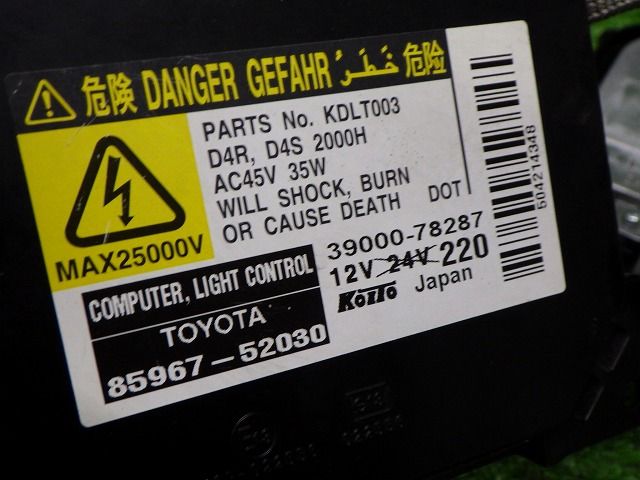 危険 DANGER GEFAHR خَطَر 危险
PARTS No. KDLT003
D4R, D4S 2000H
AC45V 35W
WILL SHOCK, BURN
OR CAUSE DEATH DOT
MAX25000V
39000-78287
12V 24V 220
KOITO Japan
COMPUTER, LIGHT CONTROL
TOYOTA
85967-52030
504214348